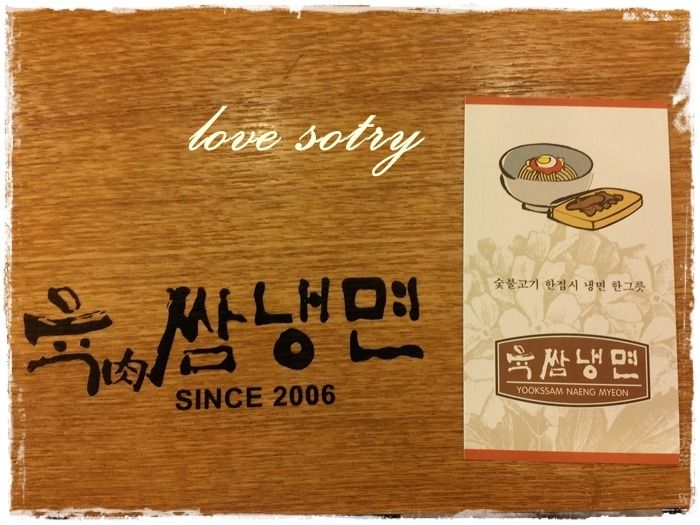 love sotry
육肉쌈냉면
SINCE 2006
숯불고기 한접시 냉면 한그릇
육쌈냉면
YOOKSSAM NAENG MYEON